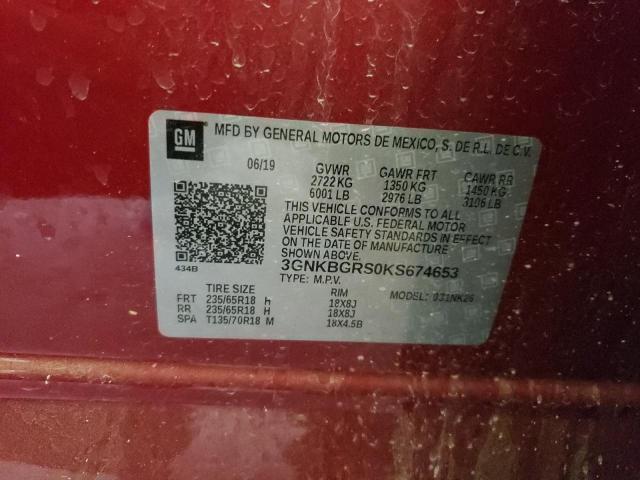 GM
MFD BY GENERAL MOTORS DE MEXICO, S. DE R.L. DE C.V.
06/19 GVWR GAWR FRT GAWR RR
2722 KG 1350 KG 1450 KG
6001 LB 2976 LB 3106 LB
THIS VEHICLE CONFORMS TO ALL
APPLICABLE U.S. FEDERAL MOTOR
VEHICLE SAFETY STANDARDS IN
EFFECT ON THE DATE OF MANUFACTURE
SHOWN ABOVE.
434B
3GNKBGRS0KS674653
TYPE: M.P.V. MODEL: 031NK26
TIRE SIZE RIM
FRT 235/65R18 h 18X8J
RR 235/65R18 H 18X8J
SPA T135/70R18 M 18X4.5B